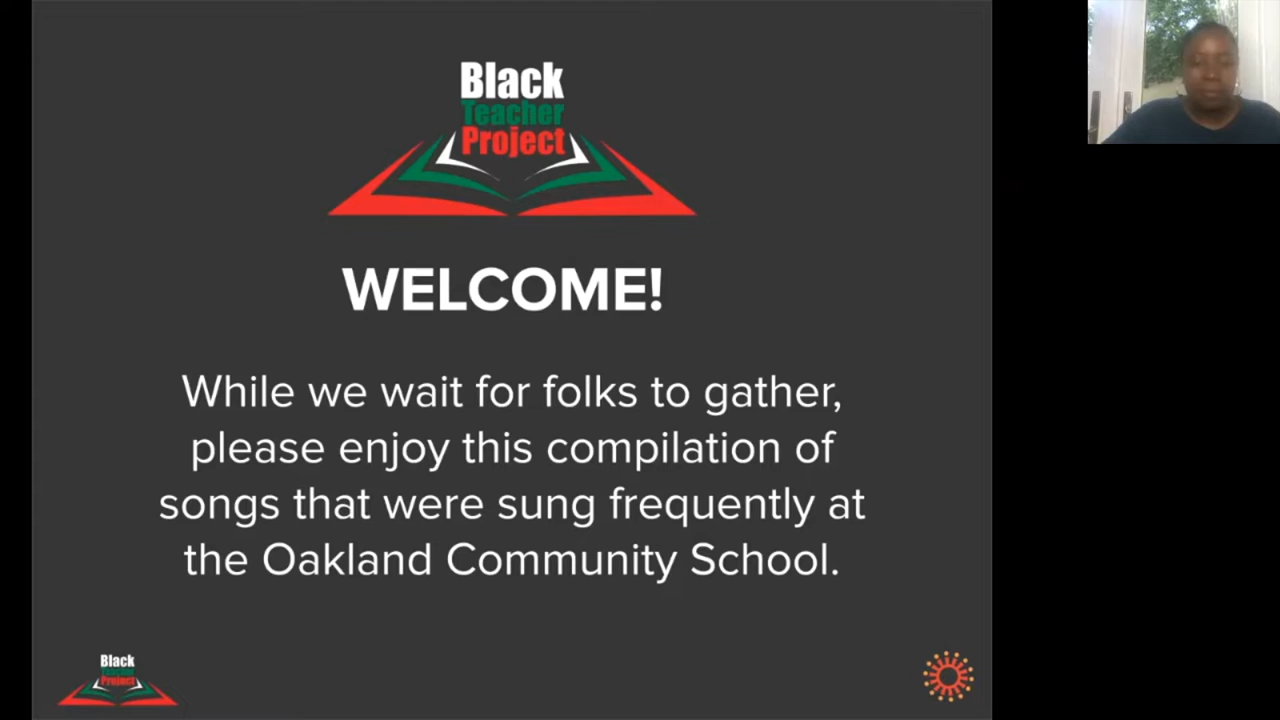 Black
Teacher
Project
WELCOME!
While we wait for folks to gather,
please enjoy this compilation of
songs that were sung frequently at
the Oakland Community School.
Black
Teacher
Project